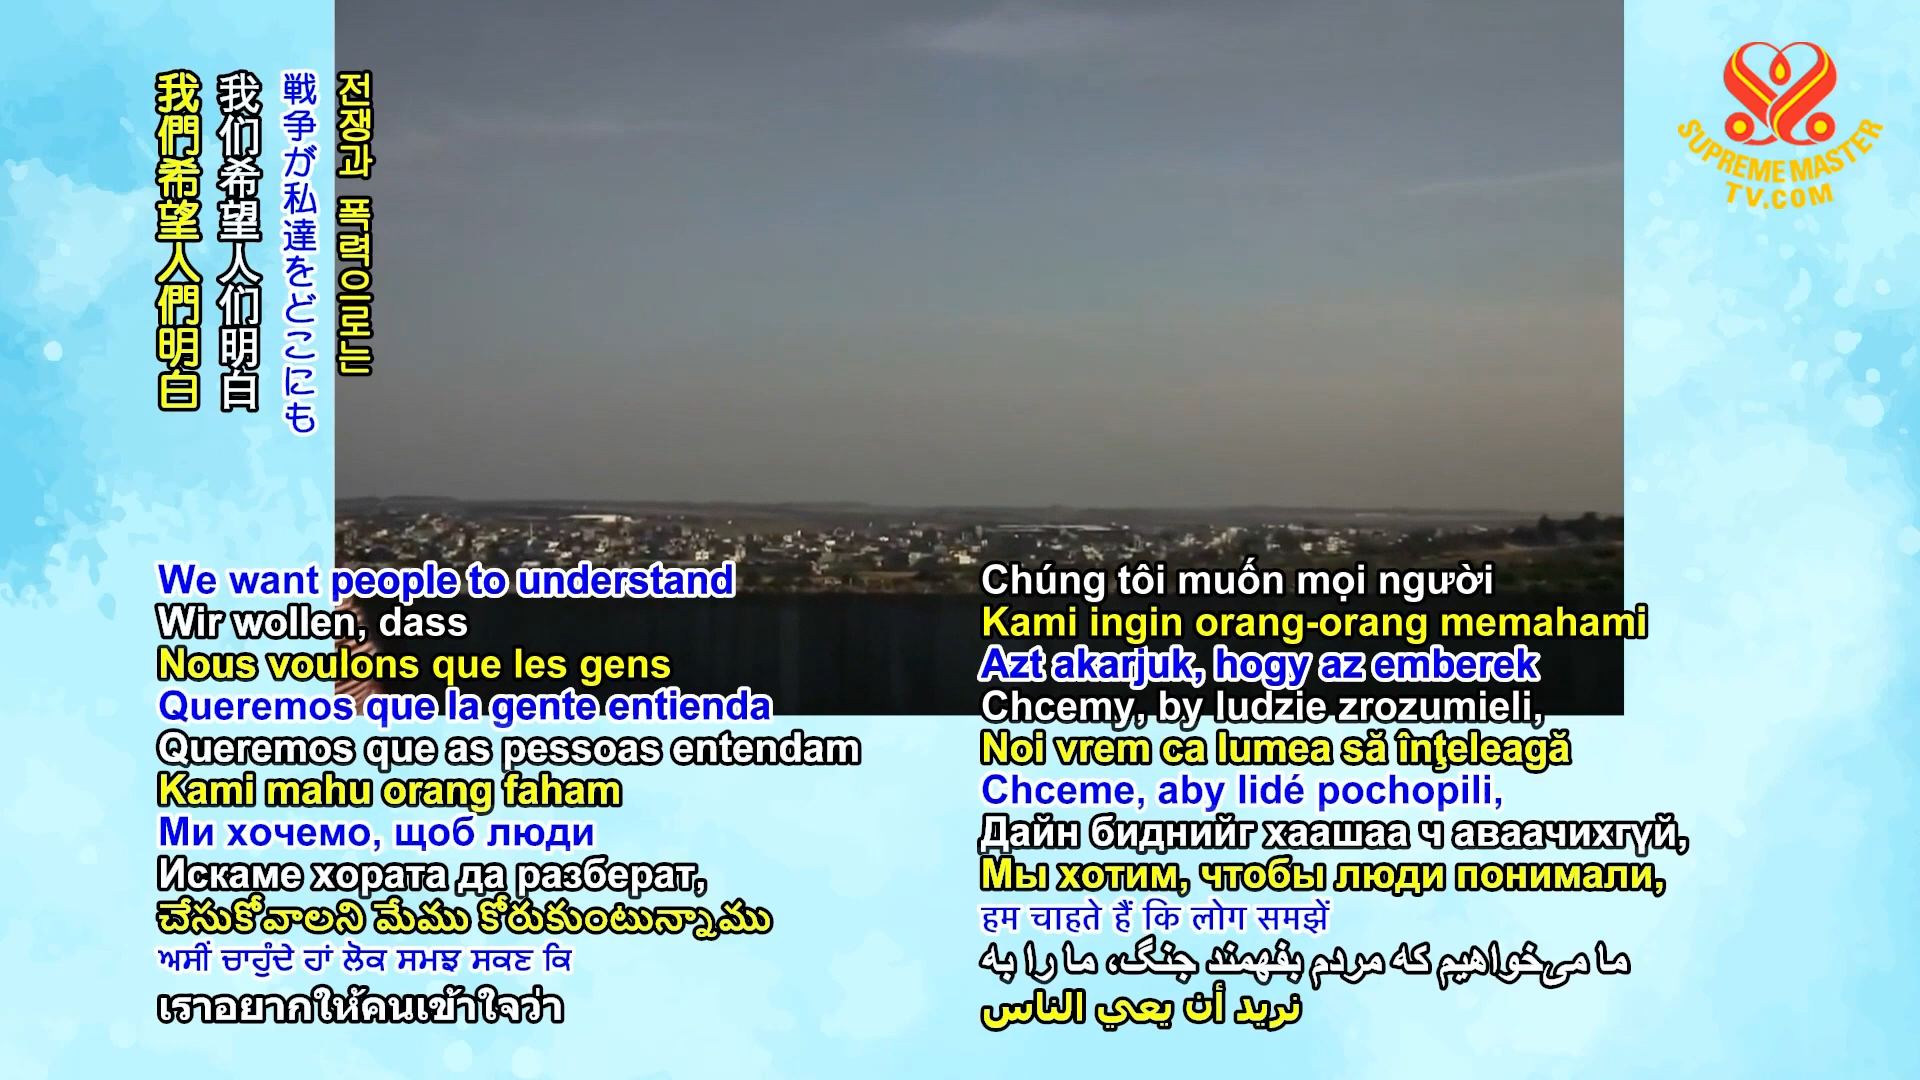 我們希望人們明白
我们希望人们明白
戦争が私達をどこにも
전쟁과 폭력으로는
SUPREME MASTER
TV.COM
We want people to understand
Wir wollen, dass
Nous voulons que les gens
Queremos que la gente entienda
Queremos que as pessoas entendam
Kami mahu orang faham
Ми хочемо, щоб люди
Искаме хората да разберат,
చేసుకోవాలని మేము కోరుకుంటున్నాము
ਅਸੀਂ ਚਾਹੁੰਦੇ ਹਾਂ ਲੋਕ ਸਮਝ ਸਕਣ ਕਿ
เราอยากให้คนเข้าใจว่า
Chúng tôi muốn mọi người
Kami ingin orang-orang memahami
Azt akarjuk, hogy az emberek
Chcemy, by ludzie zrozumieli,
Noi vrem ca lumea să înţeleagă
Chceme, aby lidé pochopili,
Дайн биднийг хаашаа ч аваачихгүй,
Мы хотим, чтобы люди понимали,
हम चाहते हैं कि लोग समझें
ما می‌خواهیم که مردم بفهمند جنگ، ما را به
نريد أن يعي الناس